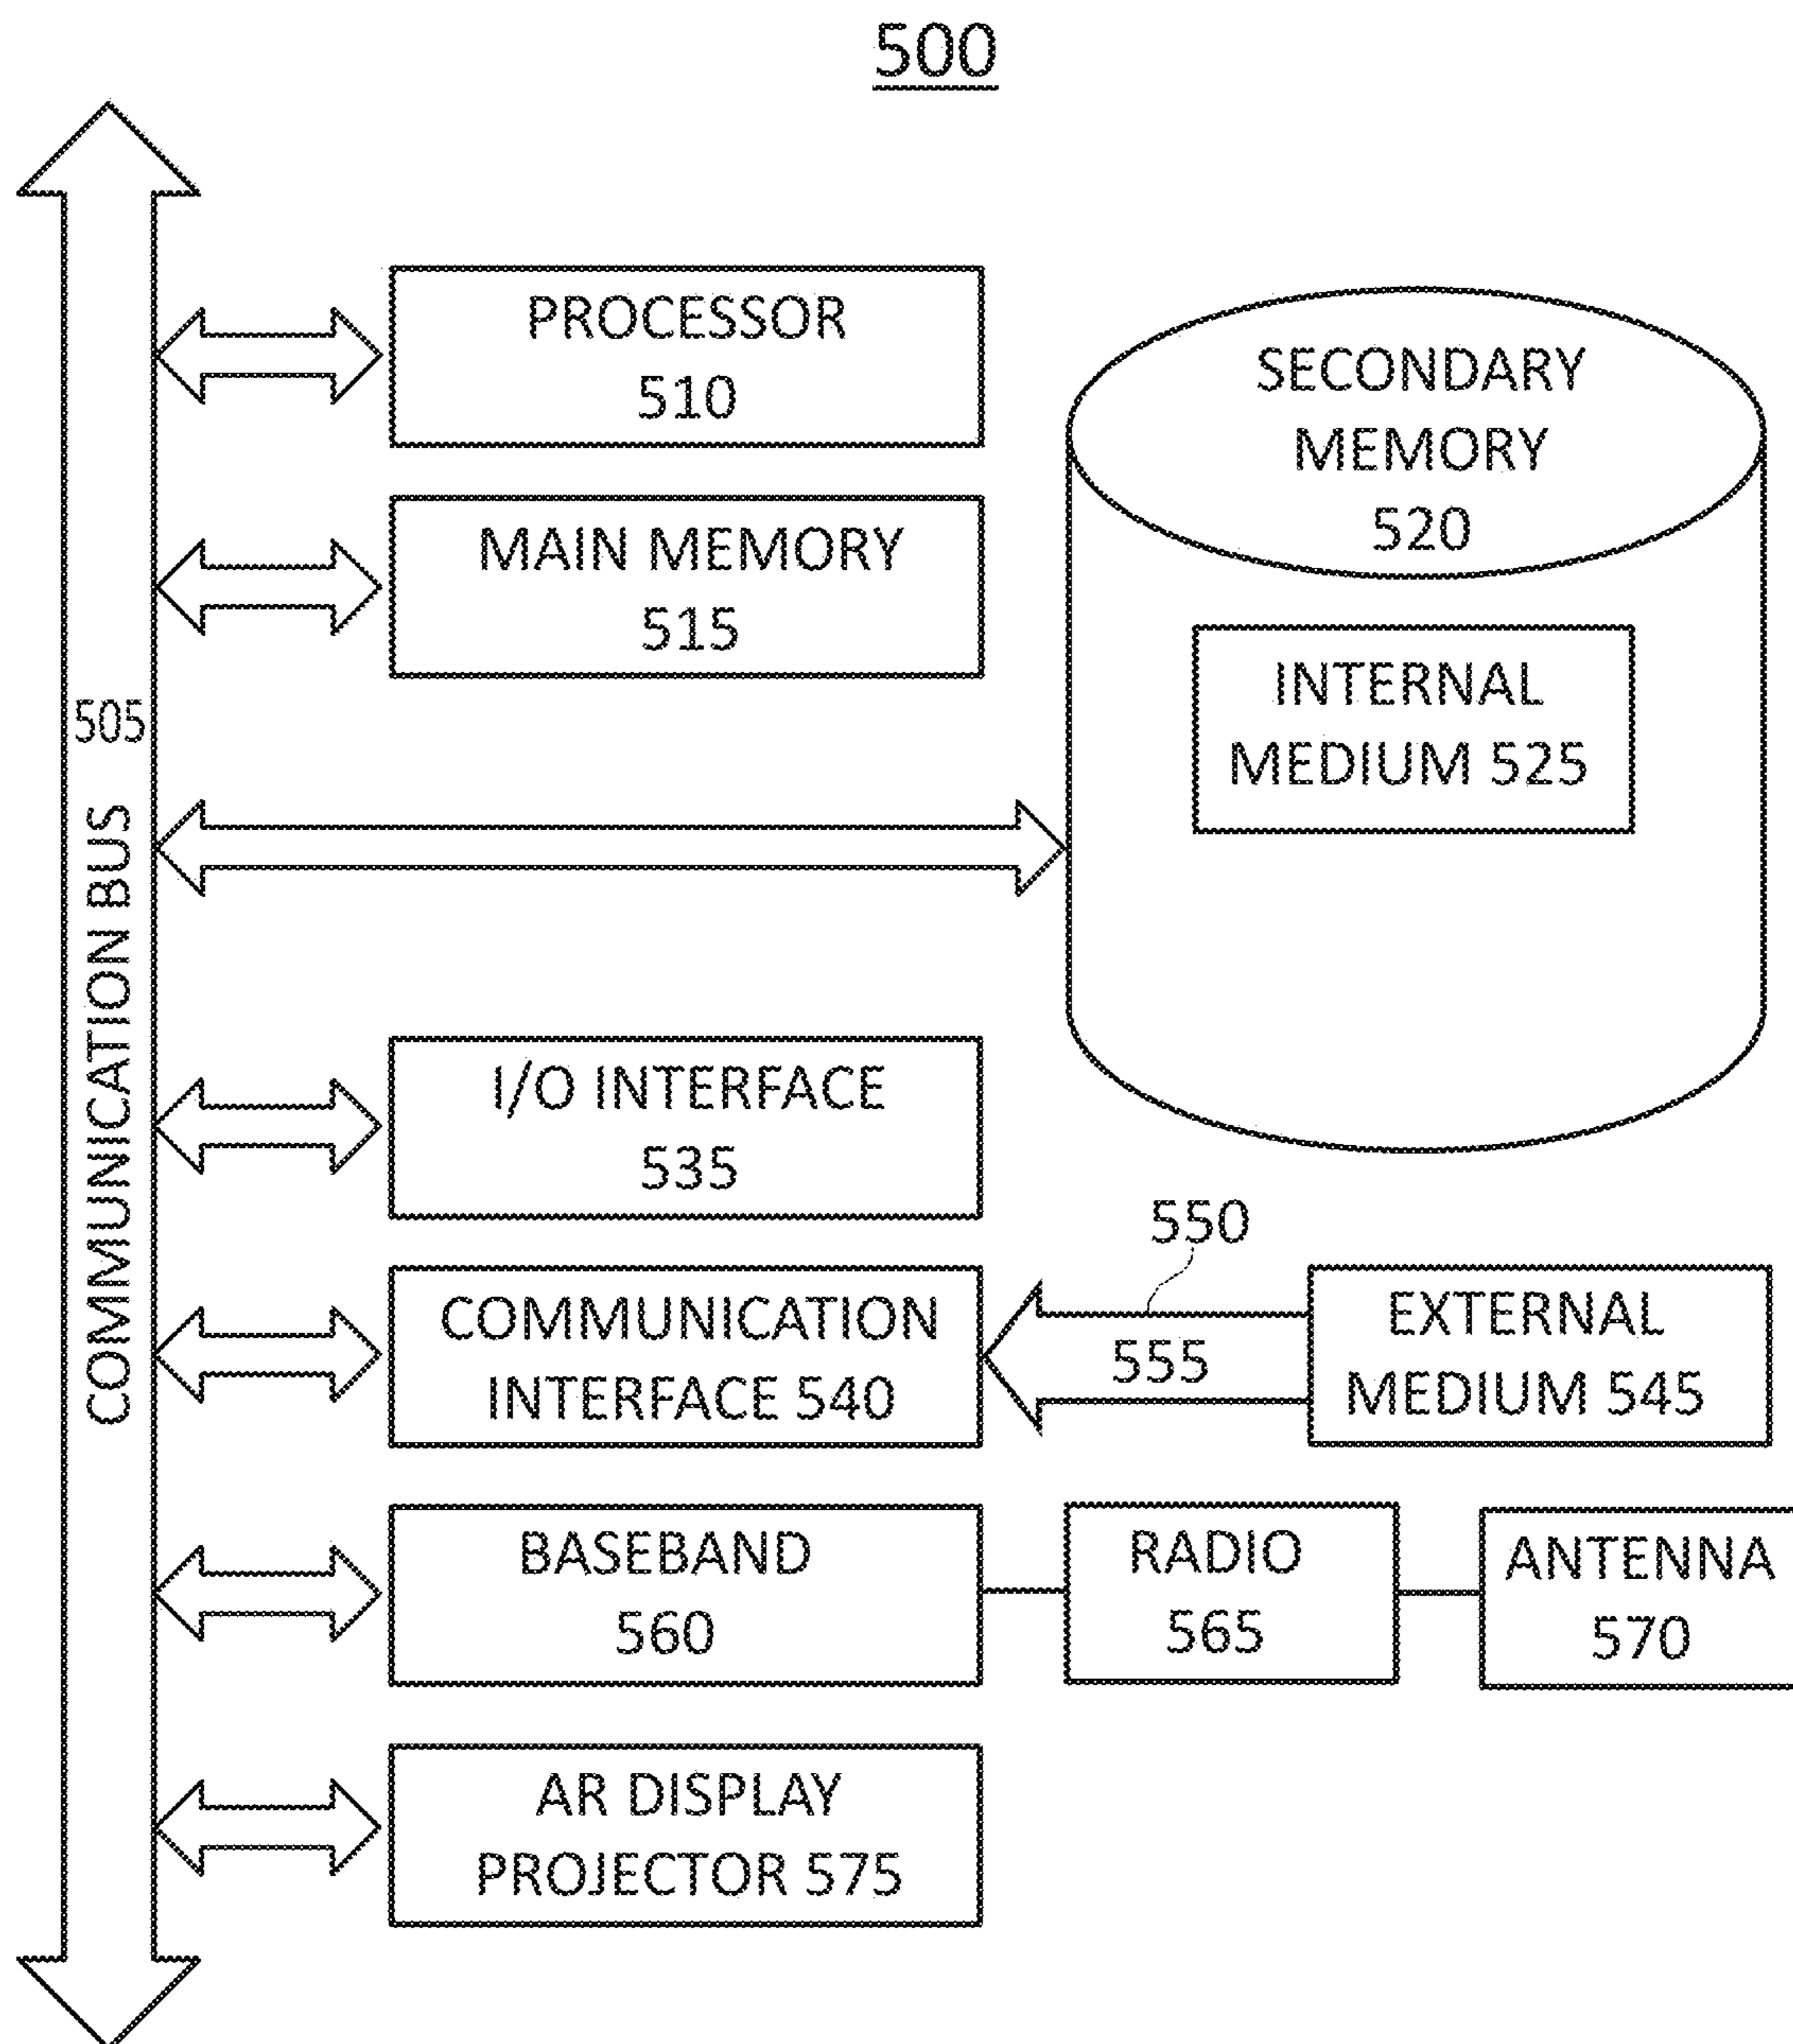 500
PROCESSOR
510
SECONDARY
MEMORY
520
MAIN MEMORY
515
INTERNAL
MEDIUM 525
COMMUNICATION BUS 505
I/O INTERFACE
535
550
COMMUNICATION
INTERFACE 540
555
EXTERNAL
MEDIUM 545
BASEBAND
560
RADIO
565
ANTENNA
570
AR DISPLAY
PROJECTOR 575